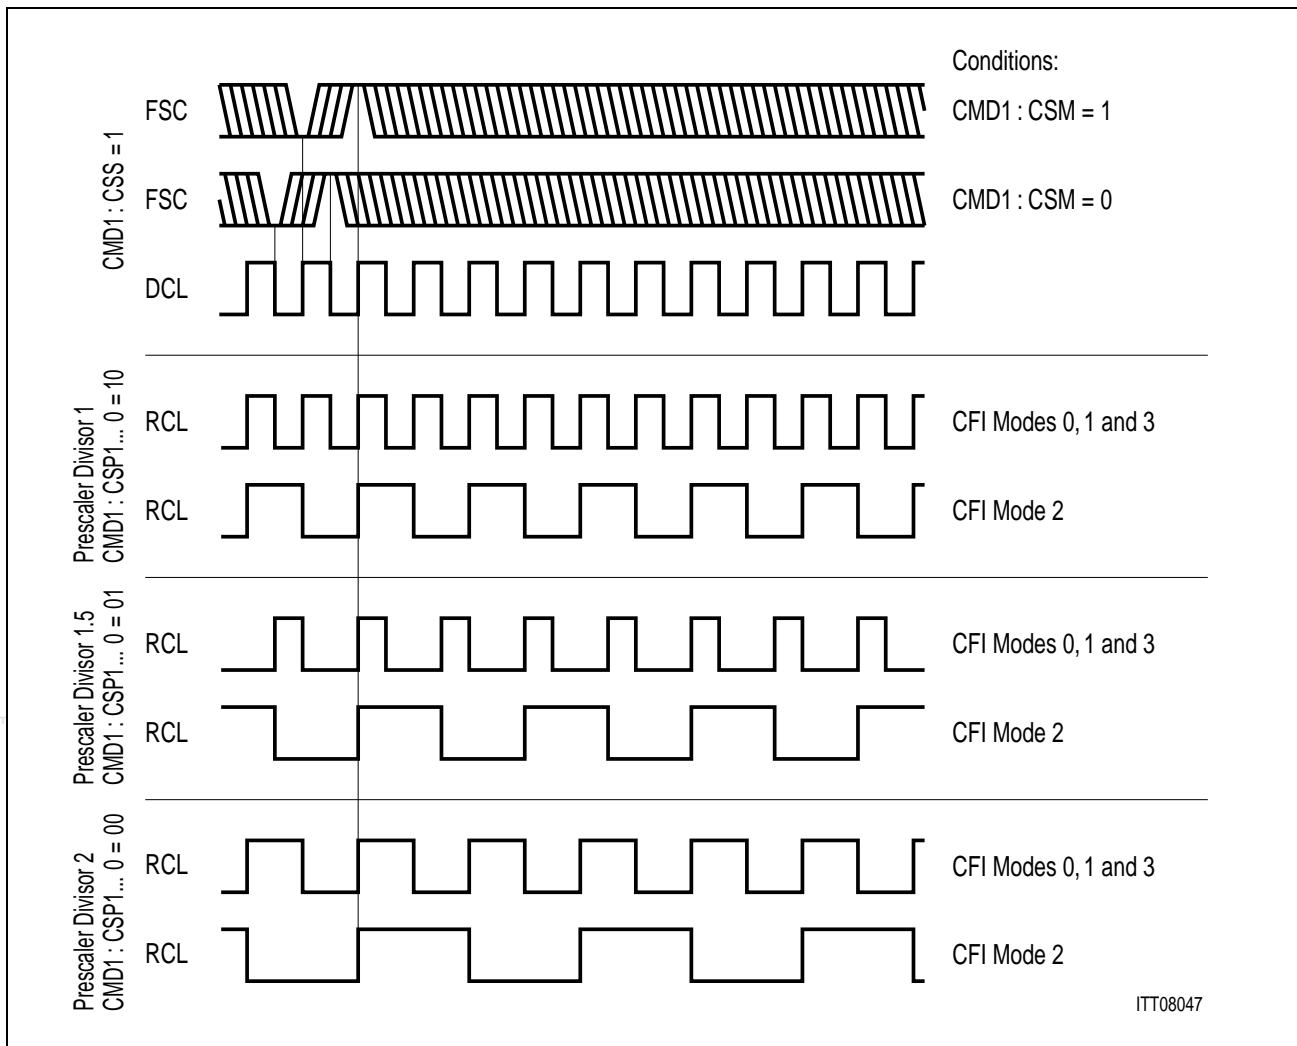 Conditions:
CMD1 : CSS = 1
FSC
CMD1 : CSM = 1
FSC
CMD1 : CSM = 0
DCL
Prescaler Divisor 1
CMD1 : CSP1... 0 = 10
RCL
CFI Modes 0, 1 and 3
RCL
CFI Mode 2
Prescaler Divisor 1.5
CMD1 : CSP1... 0 = 01
RCL
CFI Modes 0, 1 and 3
RCL
CFI Mode 2
Prescaler Divisor 2
CMD1 : CSP1... 0 = 00
RCL
CFI Modes 0, 1 and 3
RCL
CFI Mode 2
ITT08047